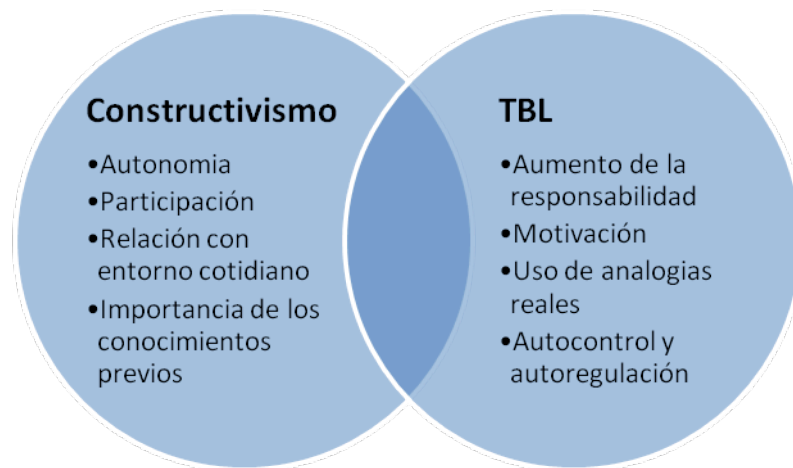 Constructivismo
•Autonomia
•Participación
•Relación con
entorno cotidiano
•Importancia de los
conocimientos
previos
TBL
•Aumento de la
responsabilidad
•Motivación
•Uso de analogias
reales
•Autocontrol y
autoregulación